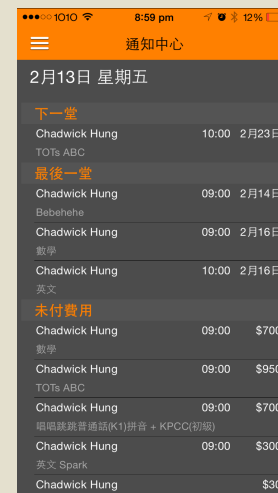 1010 8:59 pm 12%
通知中心
2月13日 星期五
下一堂
Chadwick Hung 10:00 2月23日
TOTs ABC
最後一堂
Chadwick Hung 09:00 2月14日
Bebehehe
Chadwick Hung 09:00 2月16日
數學
Chadwick Hung 10:00 2月16日
英文
未付費用
Chadwick Hung 09:00 $700
數學
Chadwick Hung 09:00 $950
TOTs ABC
Chadwick Hung 09:00 $700
唱唱跳跳普通話(K1)拼音 + KPCC(初级)
Chadwick Hung 09:00 $300
英文 Spark
Chadwick Hung